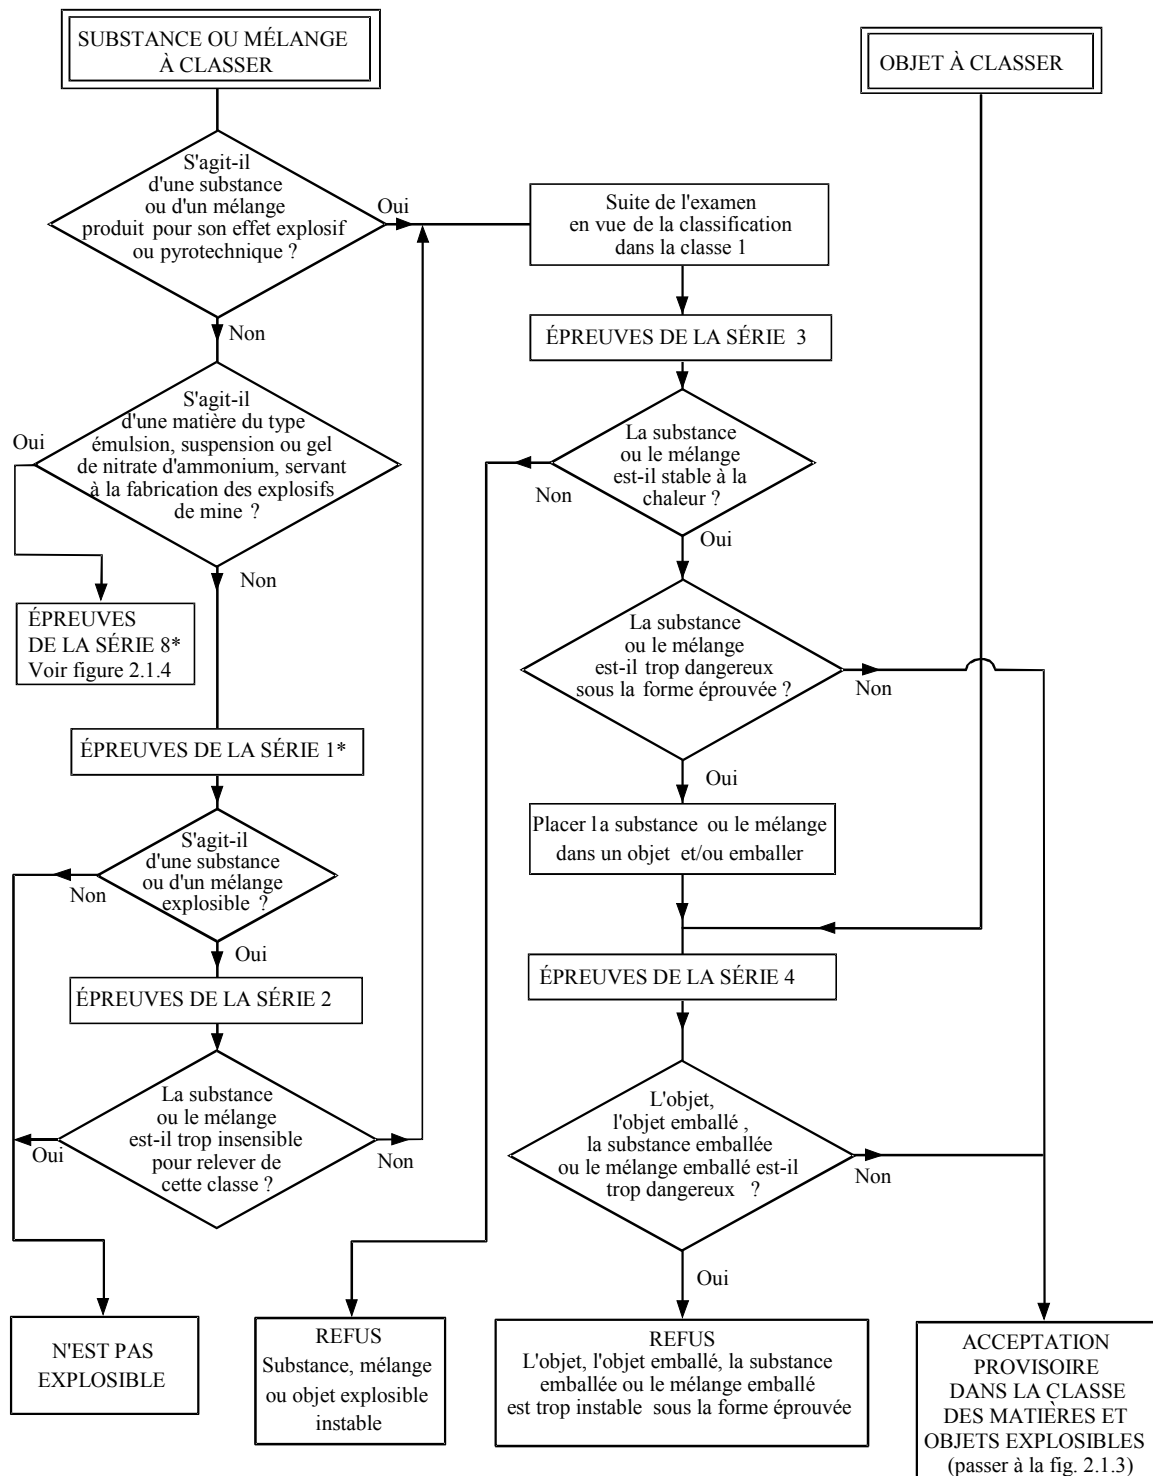 SUBSTANCE OU MÉLANGE
À CLASSER
OBJET À CLASSER
S'agit-il
d'une substance
ou d'un mélange
produit pour son effet explosif
ou pyrotechnique ?
Oui
Non
Suite de l'examen
en vue de la classification
dans la classe 1
ÉPREUVES DE LA SÉRIE 3
S'agit-il
d'une matière du type
émulsion, suspension ou gel
de nitrate d'ammonium, servant
à la fabrication des explosifs
de mine ?
Oui
Non
La substance
ou le mélange
est-il stable à la
chaleur ?
Non
Oui
ÉPREUVES
DE LA SÉRIE 8*
Voir figure 2.1.4
La substance
ou le mélange
est-il trop dangereux
sous la forme éprouvée ?
Non
Oui
ÉPREUVES DE LA SÉRIE 1*
Placer la substance ou le mélange
dans un objet et/ou emballer
S'agit-il
d'une substance
ou d'un mélange
explosible ?
Non
Oui
ÉPREUVES DE LA SÉRIE 2
ÉPREUVES DE LA SÉRIE 4
La substance
ou le mélange
est-il trop insensible
pour relever de
cette classe ?
Oui
Non
L'objet,
l'objet emballé ,
la substance emballée
ou le mélange emballé est-il
trop dangereux ?
Non
Oui
N'EST PAS
EXPLOSIBLE
REFUS
Substance, mélange
ou objet explosible
instable
REFUS
L'objet, l'objet emballé, la substance
emballée ou le mélange emballé
est trop instable sous la forme éprouvée
ACCEPTATION
PROVISOIRE
DANS LA CLASSE
DES MATIÈRES ET
OBJETS EXPLOSIBLES
(passer à la fig. 2.1.3)